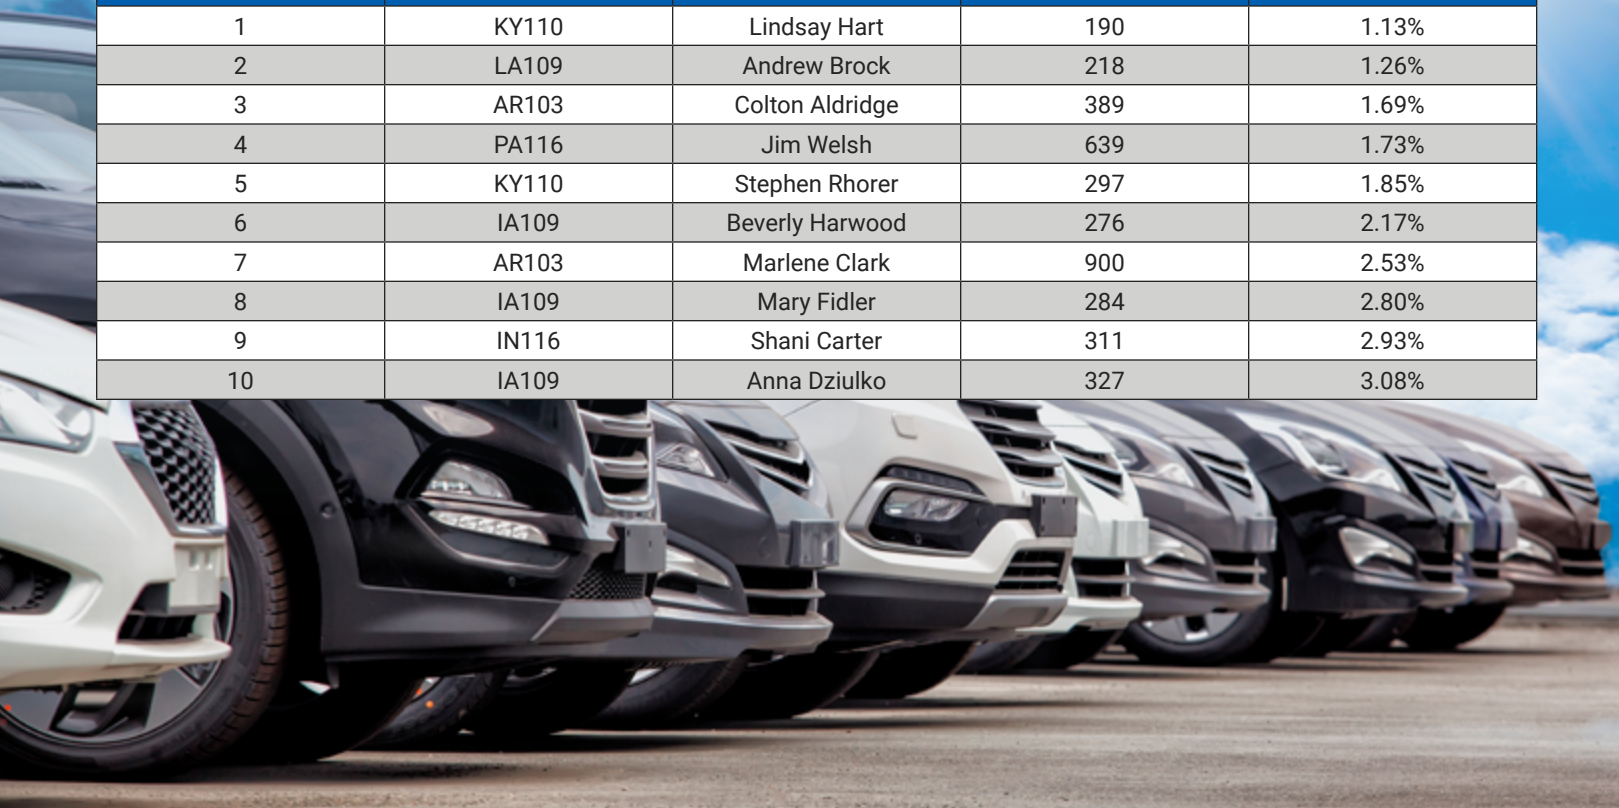 1 KY110 Lindsay Hart 190 1.13%
2 LA109 Andrew Brock 218 1.26%
3 AR103 Colton Aldridge 389 1.69%
4 PA116 Jim Welsh 639 1.73%
5 KY110 Stephen Rhorer 297 1.85%
6 IA109 Beverly Harwood 276 2.17%
7 AR103 Marlene Clark 900 2.53%
8 IA109 Mary Fidler 284 2.80%
9 IN116 Shani Carter 311 2.93%
10 IA109 Anna Dziulko 327 3.08%